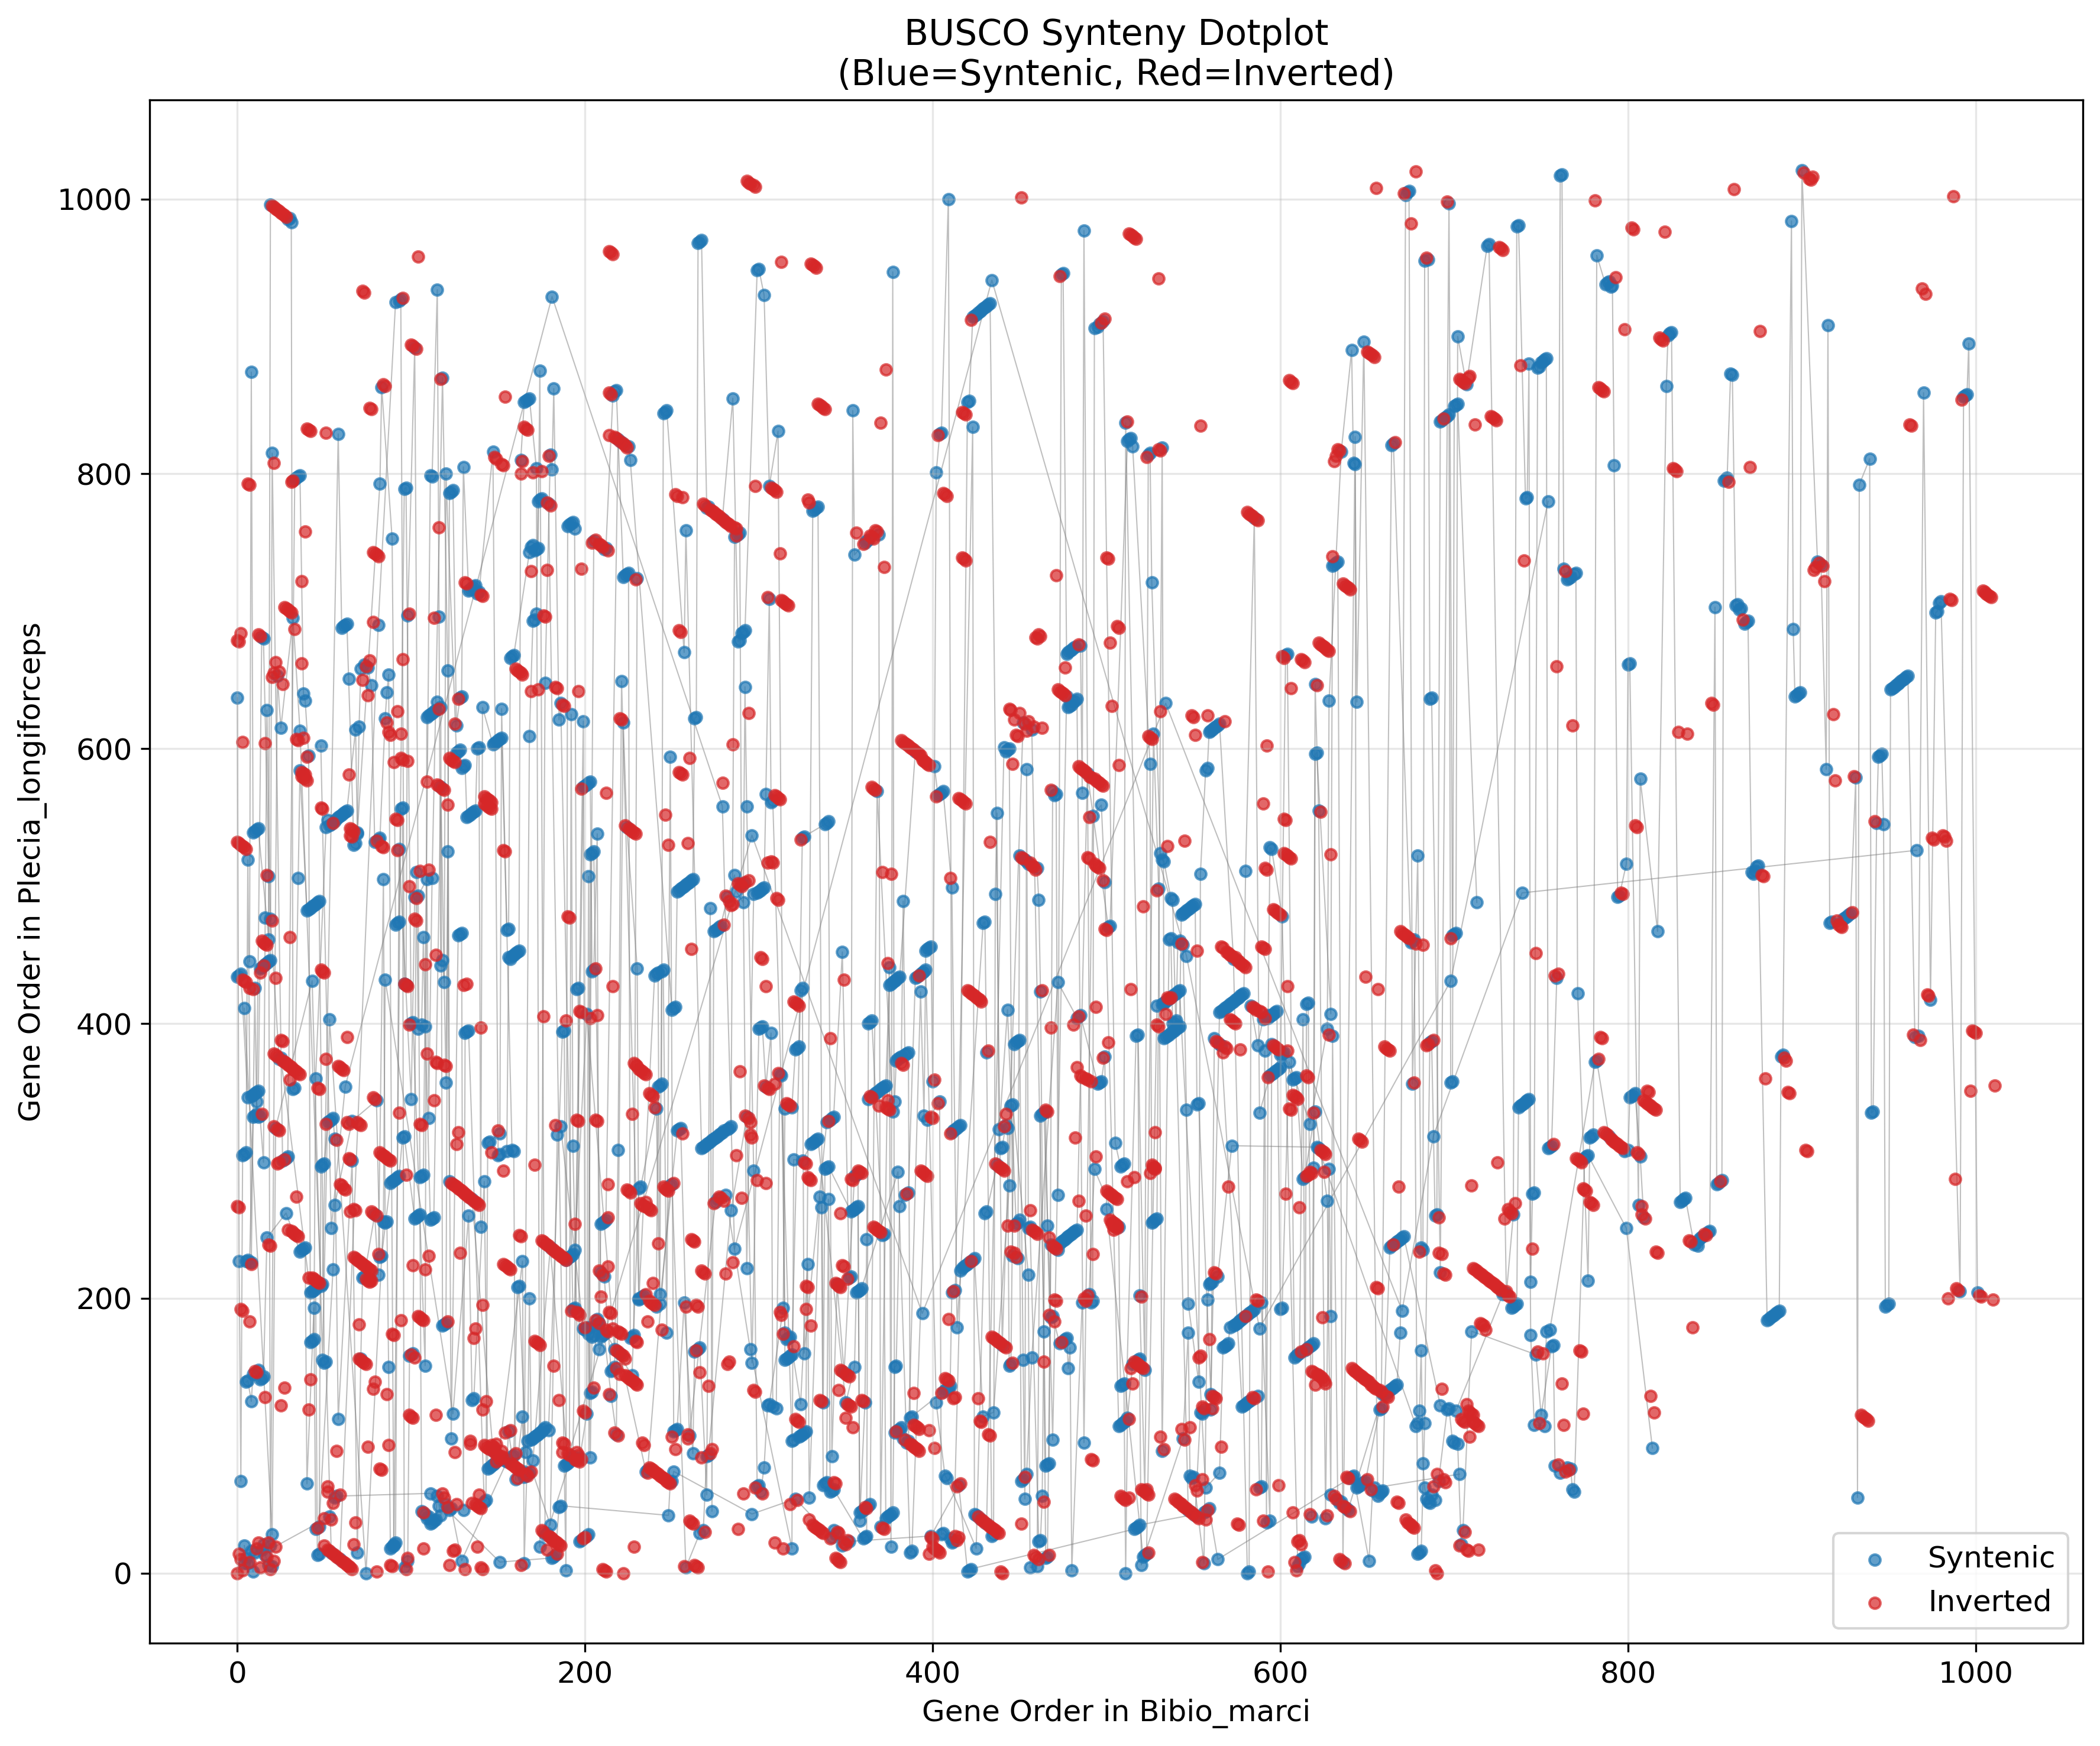 BUSCO Synteny Dotplot
(Blue=Syntenic, Red=Inverted)
Gene Order in Plecia_longiforceps
1000
800
600
400
200
0
0 200 400 600 800 1000
Gene Order in Bibio_marci
Syntenic
Inverted